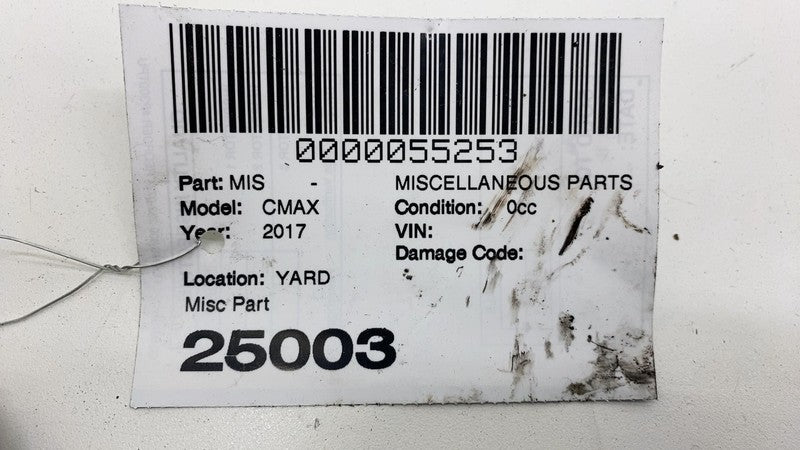 0000055253
Part: MIS - MISCELLANEOUS PARTS
Model: CMAX Condition: 0cc
Year: 2017 VIN:
Damage Code:
Location: YARD
Misc Part
25003